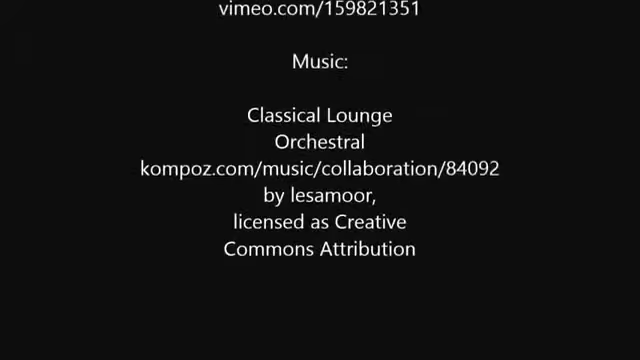 vimeo.com/159821351
Music:
Classical Lounge
Orchestral
kompoz.com/music/collaboration/84092
by lesamoor,
licensed as Creative
Commons Attribution